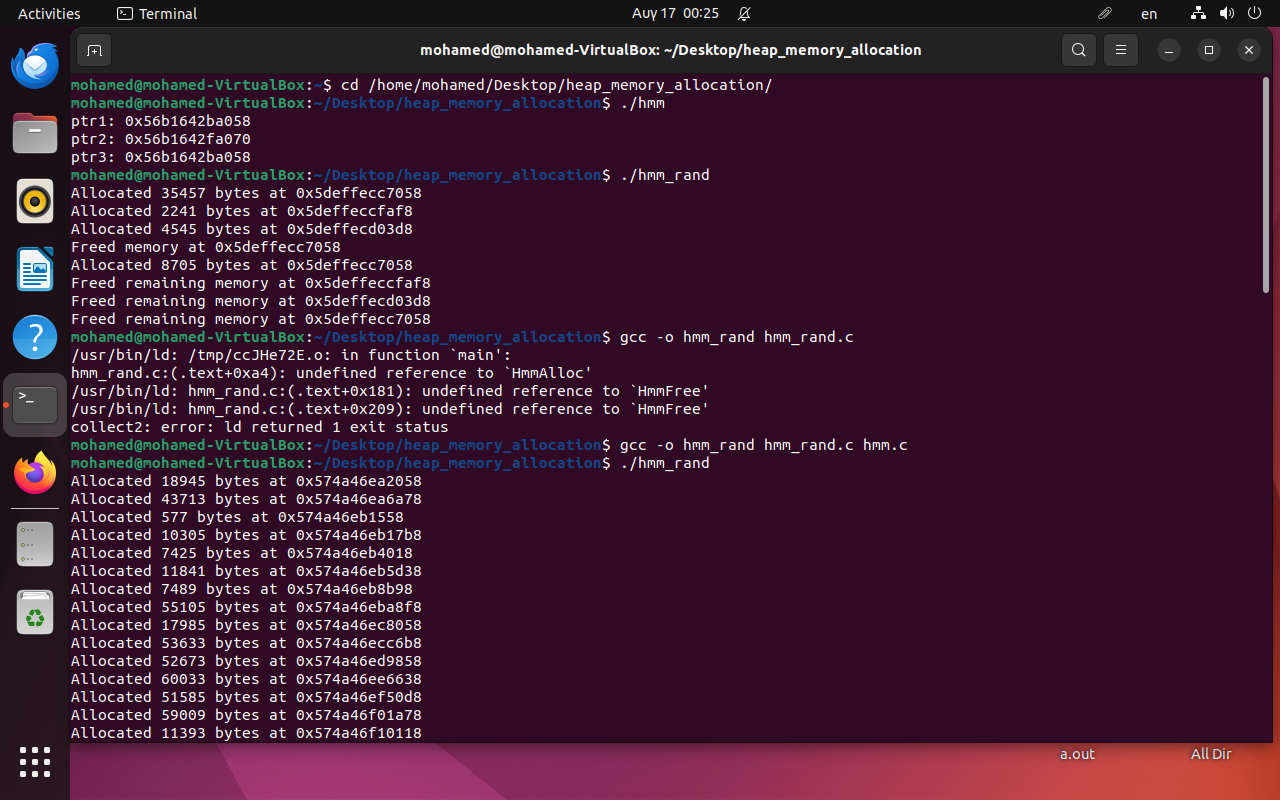 Activities
Terminal
Αυγ 17 00:25
en
mohamed@mohamed-VirtualBox: ~/Desktop/heap_memory_allocation
mohamed@mohamed-VirtualBox:~$ cd /home/mohamed/Desktop/heap_memory_allocation/
mohamed@mohamed-VirtualBox:~/Desktop/heap_memory_allocation$ ./hmm
ptr1: 0x56b1642ba058
ptr2: 0x56b1642fa070
ptr3: 0x56b1642ba058
mohamed@mohamed-VirtualBox:~/Desktop/heap_memory_allocation$ ./hmm_rand
Allocated 35457 bytes at 0x5deffecc7058
Allocated 2241 bytes at 0x5deffeccfaf8
Allocated 4545 bytes at 0x5deffecd03d8
Freed memory at 0x5deffecc7058
Allocated 8705 bytes at 0x5deffecc7058
Freed remaining memory at 0x5deffeccfaf8
Freed remaining memory at 0x5deffecd03d8
Freed remaining memory at 0x5deffecc7058
mohamed@mohamed-VirtualBox:~/Desktop/heap_memory_allocation$ gcc -o hmm_rand hmm_rand.c
/usr/bin/ld: /tmp/ccJHe72E.o: in function `main':
hmm_rand.c:(.text+0xa4): undefined reference to `HmmAlloc'
/usr/bin/ld: hmm_rand.c:(.text+0x181): undefined reference to `HmmFree'
/usr/bin/ld: hmm_rand.c:(.text+0x209): undefined reference to `HmmFree'
collect2: error: ld returned 1 exit status
mohamed@mohamed-VirtualBox:~/Desktop/heap_memory_allocation$ gcc -o hmm_rand hmm_rand.c hmm.c
mohamed@mohamed-VirtualBox:~/Desktop/heap_memory_allocation$ ./hmm_rand
Allocated 18945 bytes at 0x574a46ea2058
Allocated 43713 bytes at 0x574a46ea6a78
Allocated 577 bytes at 0x574a46eb1558
Allocated 10305 bytes at 0x574a46eb17b8
Allocated 7425 bytes at 0x574a46eb4018
Allocated 11841 bytes at 0x574a46eb5d38
Allocated 7489 bytes at 0x574a46eb8b98
Allocated 55105 bytes at 0x574a46eba8f8
Allocated 17985 bytes at 0x574a46ec8058
Allocated 53633 bytes at 0x574a46ecc6b8
Allocated 52673 bytes at 0x574a46ed9858
Allocated 60033 bytes at 0x574a46ee6638
Allocated 51585 bytes at 0x574a46ef50d8
Allocated 59009 bytes at 0x574a46f01a78
Allocated 11393 bytes at 0x574a46f10118
a.out
All Dir